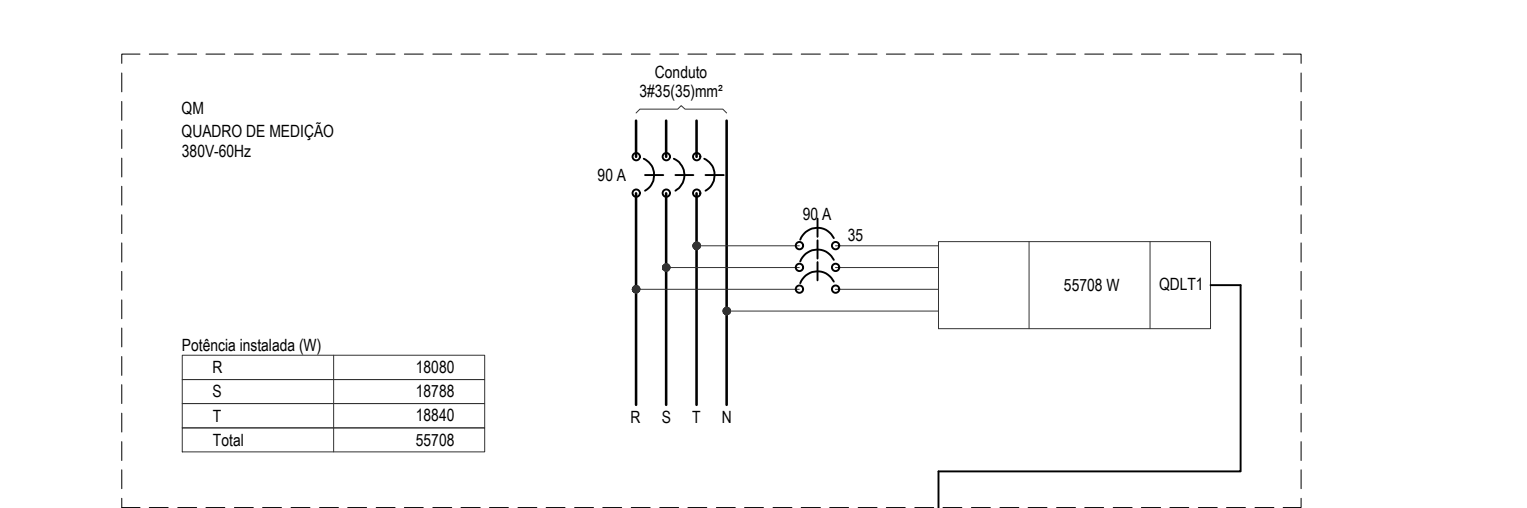 Conduto
3#35(35)mm²
QM
QUADRO DE MEDIÇÃO
380V-60Hz
90 A
90 A
35
55708 W
QDLT1
Potência instalada (W)
R 18080
S 18788
T 18840
Total 55708
R S T N